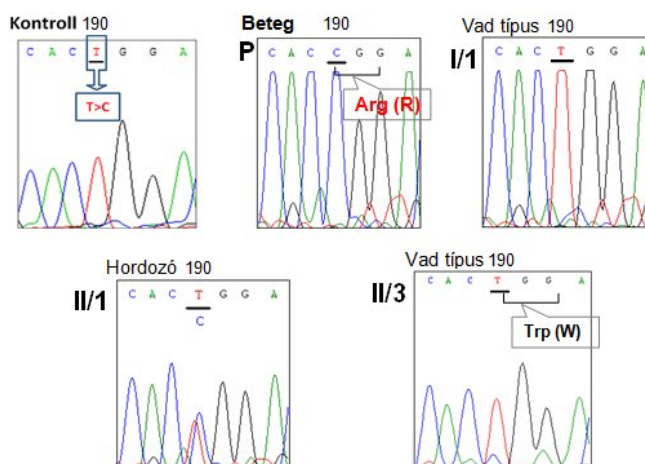 Kontroll 190
C A C T G G A
T>C
Beteg 190
P
C A C C G G A
Arg (R)
Vad típus 190
I/1
C A C T G G A
Hordozó 190
II/1
C A C T G G A
C
Vad típus 190
II/3
C A C T G G A
Trp (W)